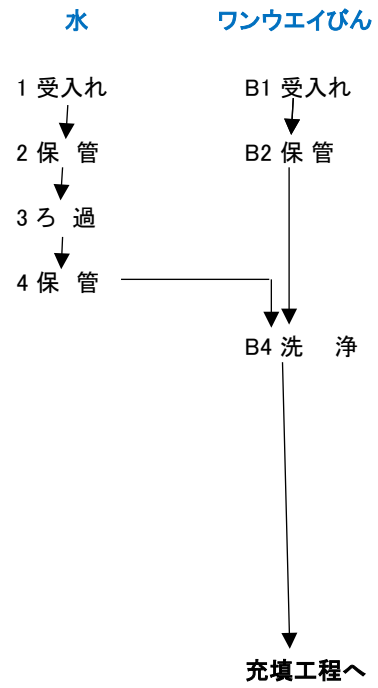 水 ワンウエイびん
1 受入れ B1 受入れ
2 保 管 B2 保 管
3 ろ 過
4 保 管
B4 洗 浄
充填工程へ